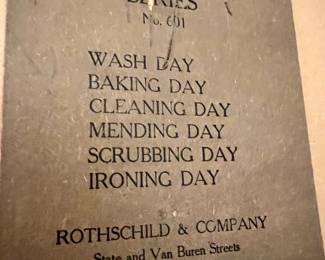 SERIES
No. 601
WASH DAY
BAKING DAY
CLEANING DAY
MENDING DAY
SCRUBBING DAY
IRONING DAY
ROTHSCHILD & COMPANY
State and Van Buren Streets